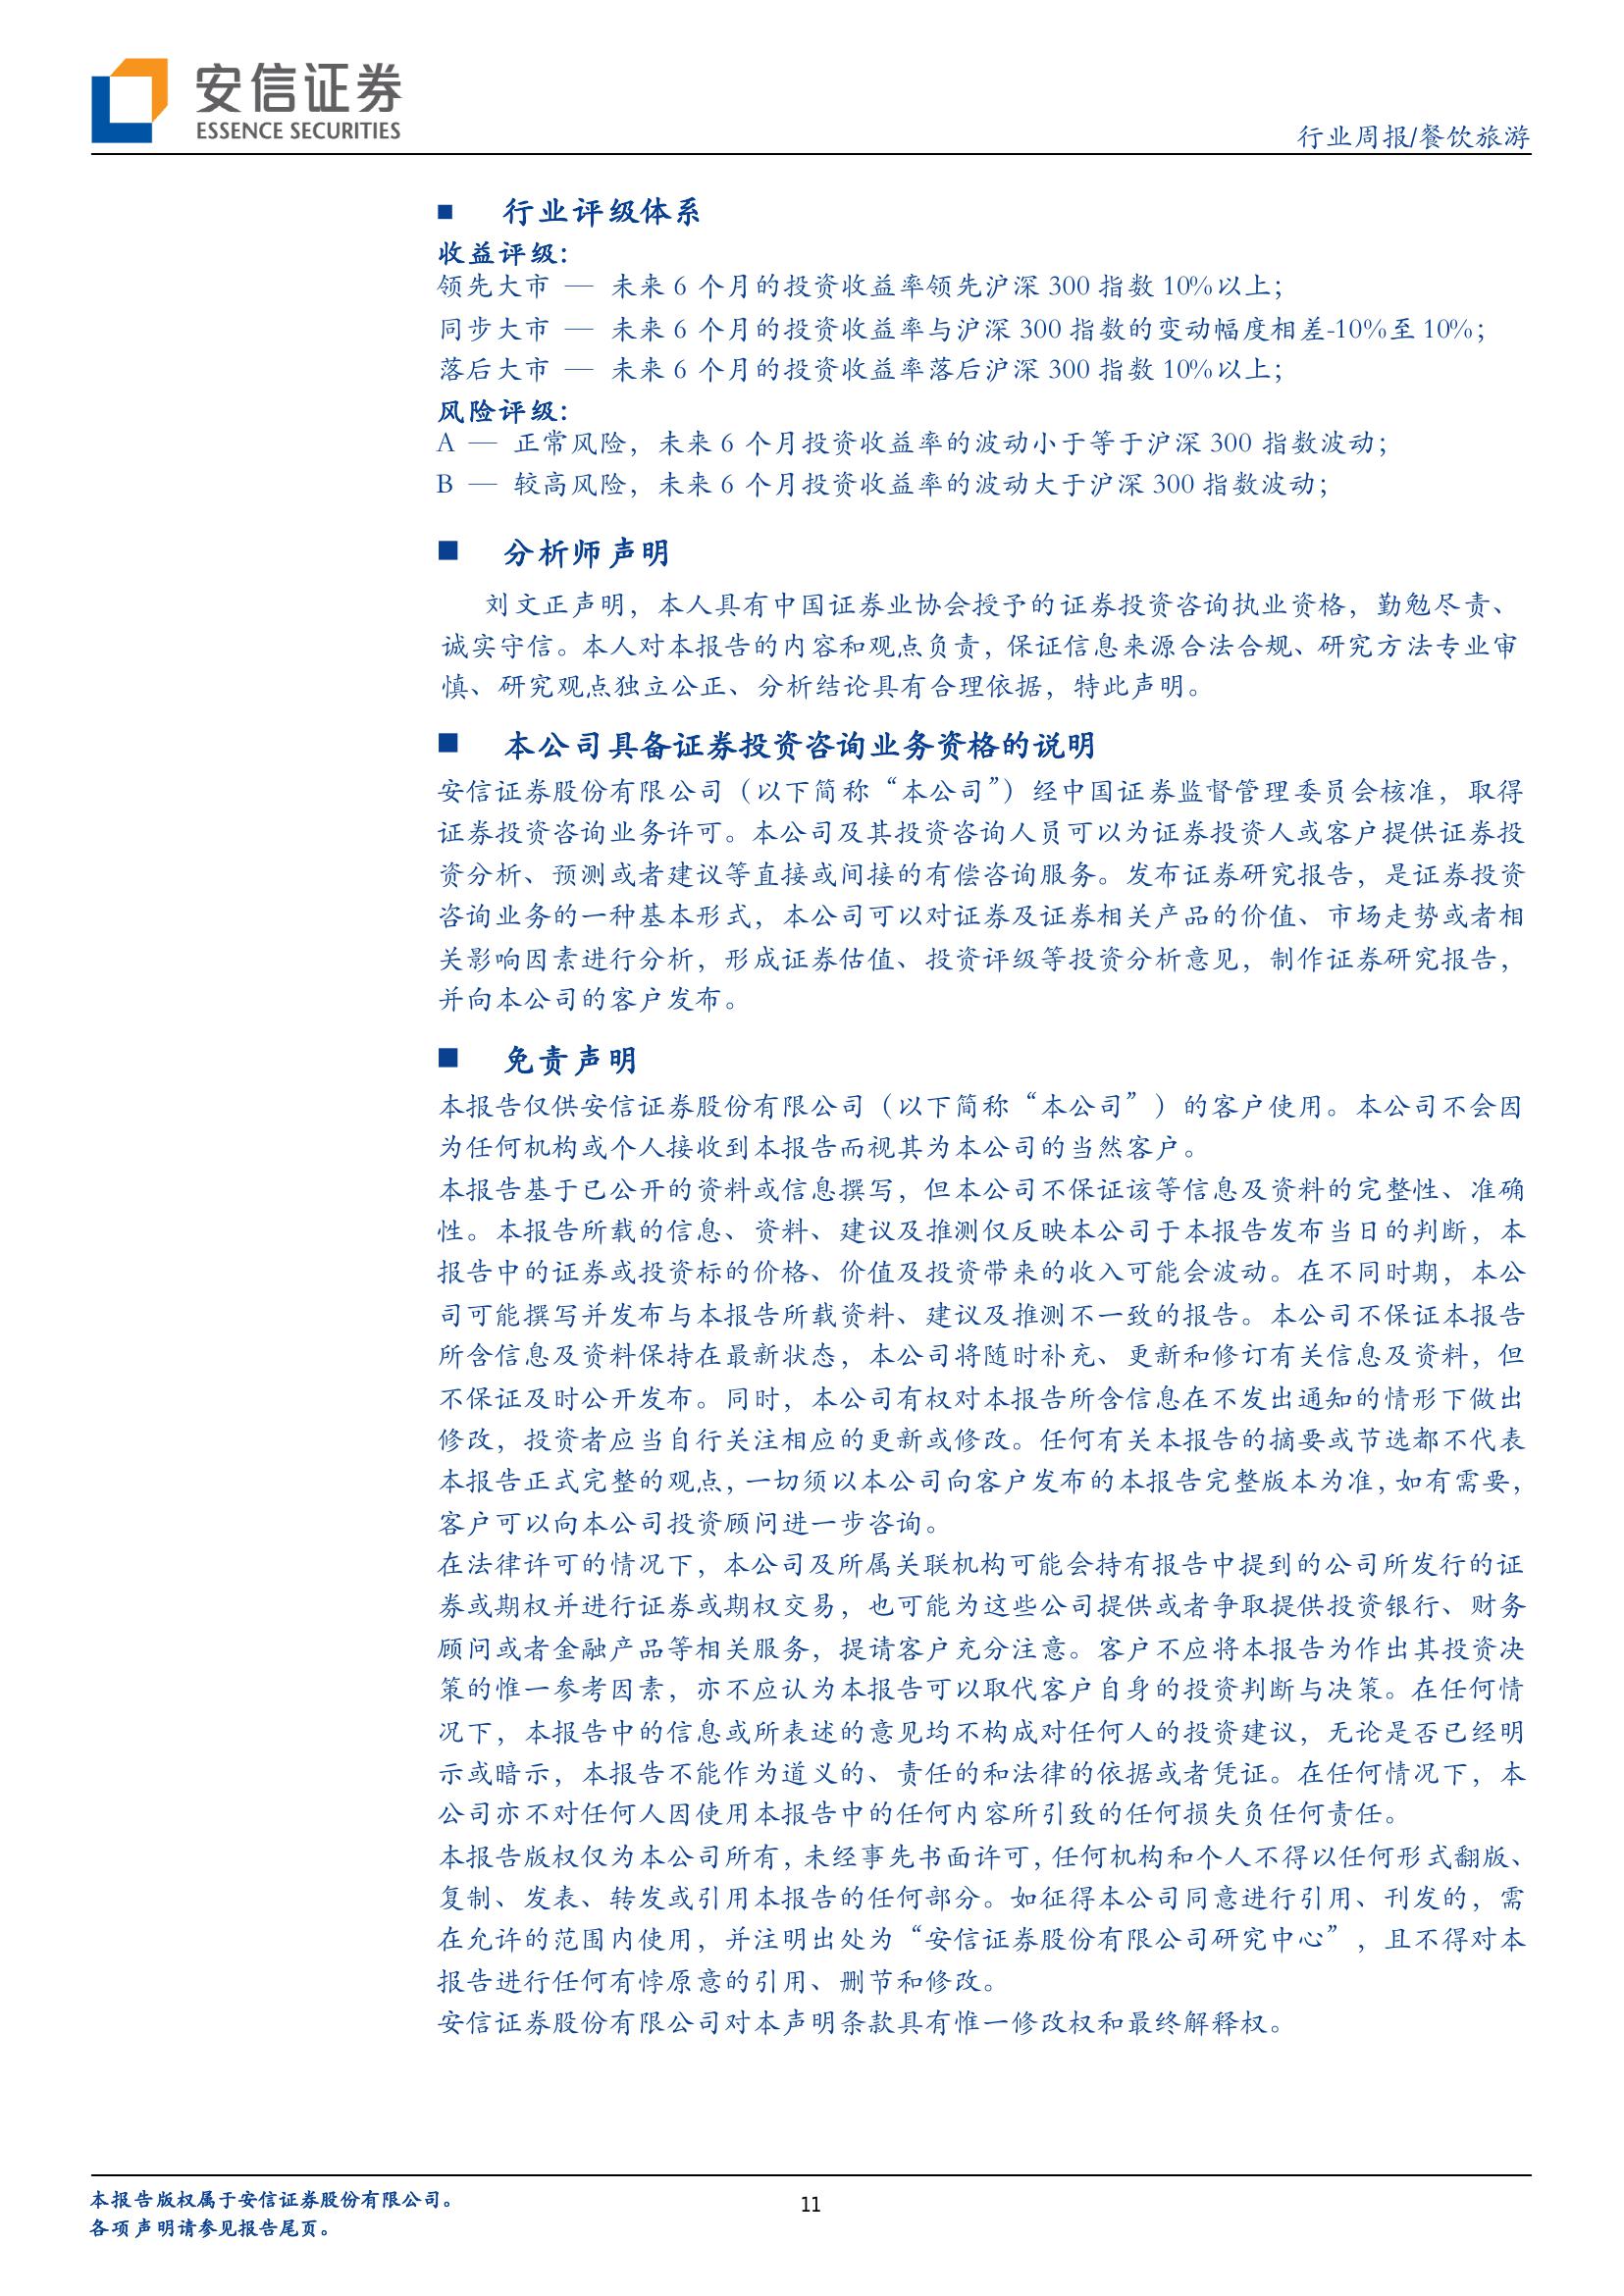 安信证券
ESSENCE SECURITIES
行业周报/餐饮旅游
■ 行业评级体系
收益评级：
领先大市 — 未来 6 个月的投资收益率领先沪深 300 指数 10%以上；
同步大市 — 未来 6 个月的投资收益率与沪深 300 指数的变动幅度相差-10%至 10%；
落后大市 — 未来 6 个月的投资收益率落后沪深 300 指数 10%以上；
风险评级：
A — 正常风险，未来 6 个月投资收益率的波动小于等于沪深 300 指数波动；
B — 较高风险，未来 6 个月投资收益率的波动大于沪深 300 指数波动；
■ 分析师声明
刘文正声明，本人具有中国证券业协会授予的证券投资咨询执业资格，勤勉尽责、
诚实守信。本人对本报告的内容和观点负责，保证信息来源合法合规、研究方法专业审
慎、研究观点独立公正、分析结论具有合理依据，特此声明。
■ 本公司具备证券投资咨询业务资格的说明
安信证券股份有限公司（以下简称“本公司”）经中国证券监督管理委员会核准，取得
证券投资咨询业务许可。本公司及其投资咨询人员可以为证券投资人或客户提供证券投
资分析、预测或者建议等直接或间接的有偿咨询服务。发布证券研究报告，是证券投资
咨询业务的一种基本形式，本公司可以对证券及证券相关产品的价值、市场走势或者相
关影响因素进行分析，形成证券估值、投资评级等投资分析意见，制作证券研究报告，
并向本公司的客户发布。
■ 免责声明
本报告仅供安信证券股份有限公司（以下简称“本公司”）的客户使用。本公司不会因
为任何机构或个人接收到本报告而视其为本公司的当然客户。
本报告基于已公开的资料或信息撰写，但本公司不保证该等信息及资料的完整性、准确
性。本报告所载的信息、资料、建议及推测仅反映本公司于本报告发布当日的判断，本
报告中的证券或投资标的价格、价值及投资带来的收入可能会波动。在不同时期，本公
司可能撰写并发布与本报告所载资料、建议及推测不一致的报告。本公司不保证本报告
所含信息及资料保持在最新状态，本公司将随时补充、更新和修订有关信息及资料，但
不保证及时公开发布。同时，本公司有权对本报告所含信息在不发出通知的情形下做出
修改，投资者应当自行关注相应的更新或修改。任何有关本报告的摘要或节选都不代表
本报告正式完整的观点，一切须以本公司向客户发布的本报告完整版本为准，如有需要，
客户可以向本公司投资顾问进一步咨询。
在法律许可的情况下，本公司及所属关联机构可能会持有报告中提到的公司所发行的证
券或期权并进行证券或期权交易，也可能为这些公司提供或者争取提供投资银行、财务
顾问或者金融产品等相关服务，提请客户充分注意。客户不应将本报告为作出其投资决
策的惟一参考因素，亦不应认为本报告可以取代客户自身的投资判断与决策。在任何情
况下，本报告中的信息或所表述的意见均不构成对任何人的投资建议，无论是否已经明
示或暗示，本报告不能作为道义的、责任的和法律的依据或者凭证。在任何情况下，本
公司亦不对任何人因使用本报告中的任何内容所引致的任何损失负任何责任。
本报告版权仅为本公司所有，未经事先书面许可，任何机构和个人不得以任何形式翻版、
复制、发表、转发或引用本报告的任何部分。如征得本公司同意进行引用、刊发的，需
在允许的范围内使用，并注明出处为“安信证券股份有限公司研究中心”，且不得对本
报告进行任何有悖原意的引用、删节和修改。
安信证券股份有限公司对本声明条款具有惟一修改权和最终解释权。
本报告版权属于安信证券股份有限公司。
各项声明请参见报告尾页。
11